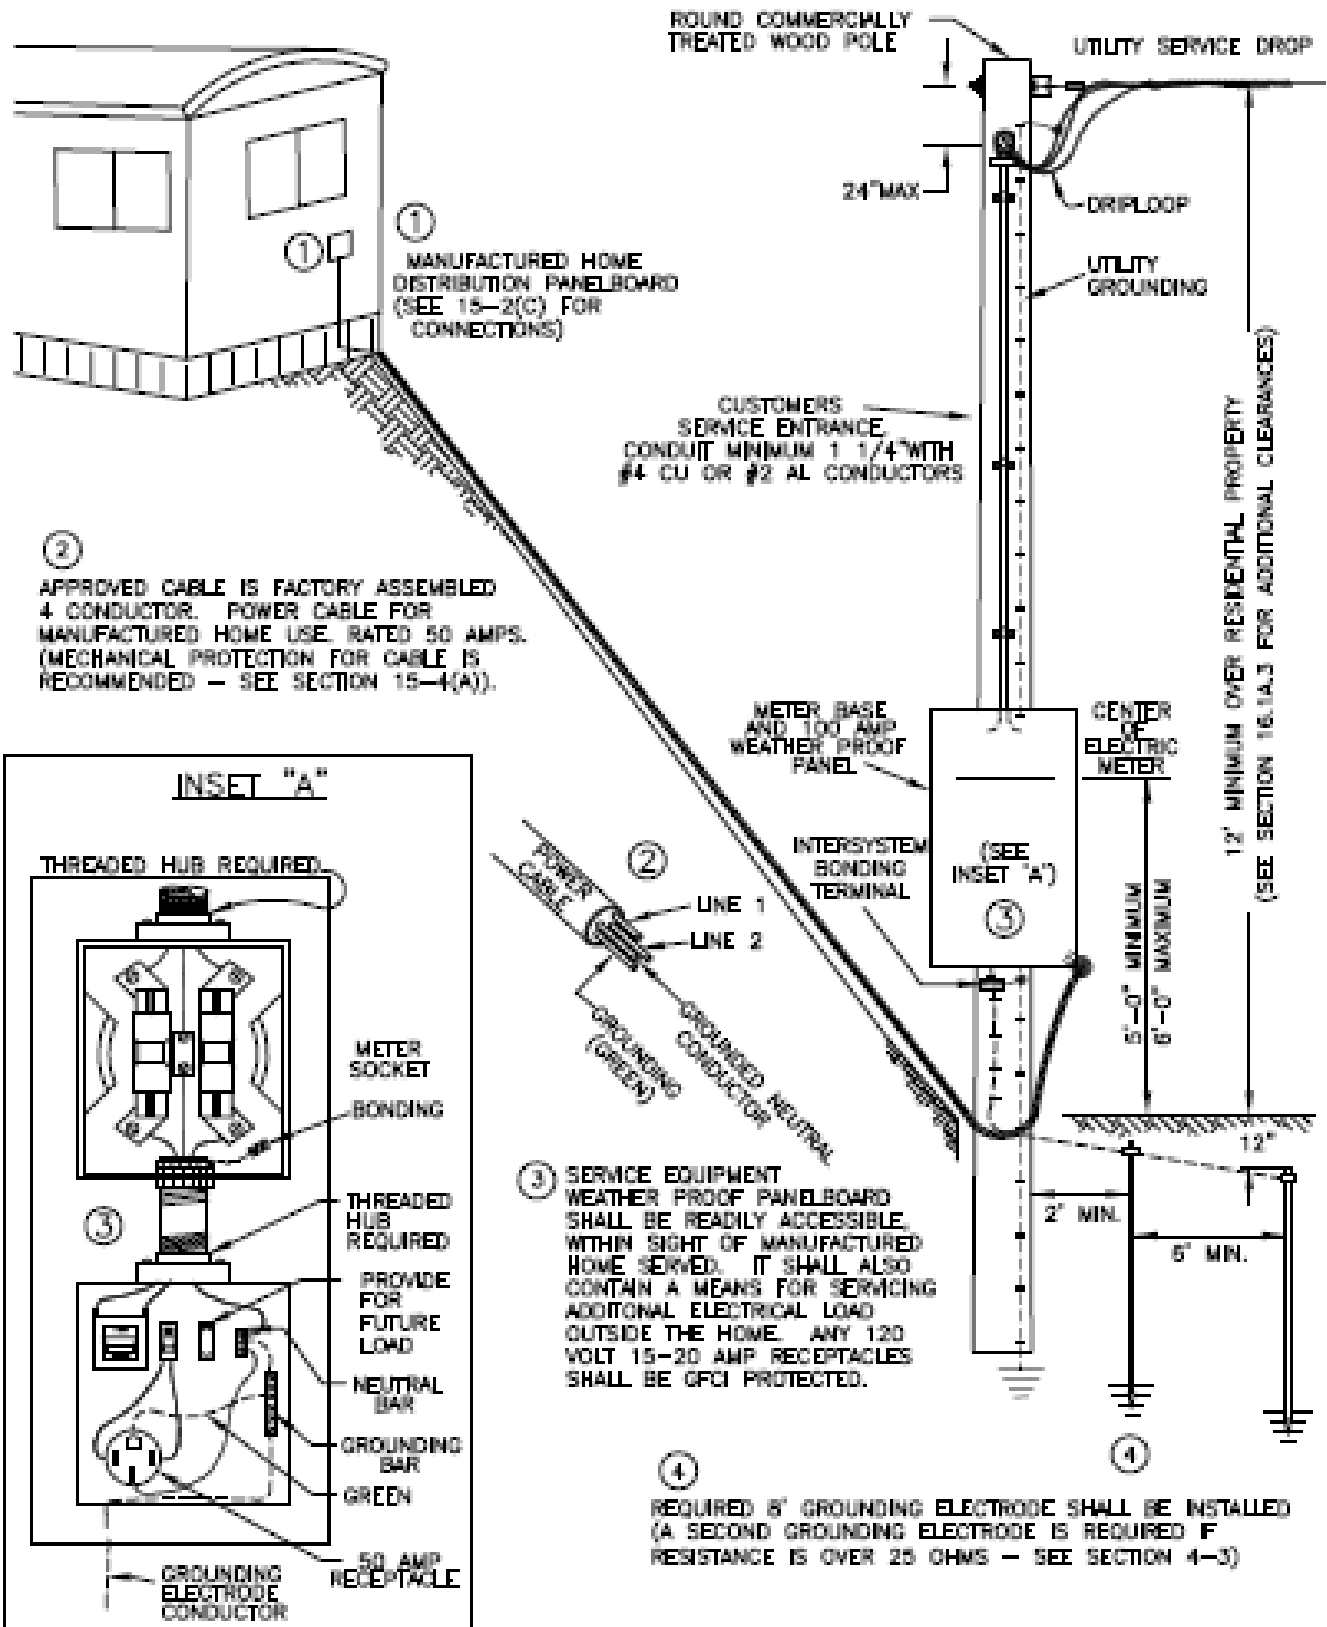 ROUND COMMERCIALLY
TREATED WOOD POLE
UTILITY SERVICE DROP
24"MAX
DRIPLOOP
UTILITY
GROUNDING
1
1
MANUFACTURED HOME
DISTRIBUTION PANELBOARD
(SEE 15-2(C) FOR
CONNECTIONS)
CUSTOMERS
SERVICE ENTRANCE
CONDUIT MINIMUM 1 1/4"WITH
#4 CU OR #2 AL CONDUCTORS
12' MINIMUM OVER RESIDENTIAL PROPERTY
(SEE SECTION 16.1A.3 FOR ADDITIONAL CLEARANCES)
2
APPROVED CABLE IS FACTORY ASSEMBLED
4 CONDUCTOR. POWER CABLE FOR
MANUFACTURED HOME USE. RATED 50 AMPS.
(MECHANICAL PROTECTION FOR CABLE IS
RECOMMENDED - SEE SECTION 15-4(A)).
METER BASE
AND 100 AMP
WEATHER PROOF
PANEL
CENTER
OF
ELECTRIC
METER
INTERSYSTEM
BONDING
TERMINAL
(SEE
INSET "A")
3
5'-0" MINIMUM
6'-0" MAXIMUM
POWER
CABLE
2
LINE 1
LINE 2
GROUNDING
(GREEN)
GROUNDED NEUTRAL
CONDUCTOR
12"
2' MIN.
6' MIN.
3
SERVICE EQUIPMENT
WEATHER PROOF PANELBOARD
SHALL BE READILY ACCESSIBLE,
WITHIN SIGHT OF MANUFACTURED
HOME SERVED. IT SHALL ALSO
CONTAIN A MEANS FOR SERVICING
ADDITONAL ELECTRICAL LOAD
OUTSIDE THE HOME. ANY 120
VOLT 15-20 AMP RECEPTACLES
SHALL BE GFCI PROTECTED.
4
4
REQUIRED 8' GROUNDING ELECTRODE SHALL BE INSTALLED
(A SECOND GROUNDING ELECTRODE IS REQUIRED IF
RESISTANCE IS OVER 25 OHMS - SEE SECTION 4-3)
INSET "A"
THREADED HUB REQUIRED
METER
SOCKET
BONDING
3
THREADED
HUB
REQUIRED
PROVIDE
FOR
FUTURE
LOAD
NEUTRAL
BAR
GROUNDING
BAR
GREEN
50 AMP
RECEPTACLE
GROUNDING
ELECTRODE
CONDUCTOR